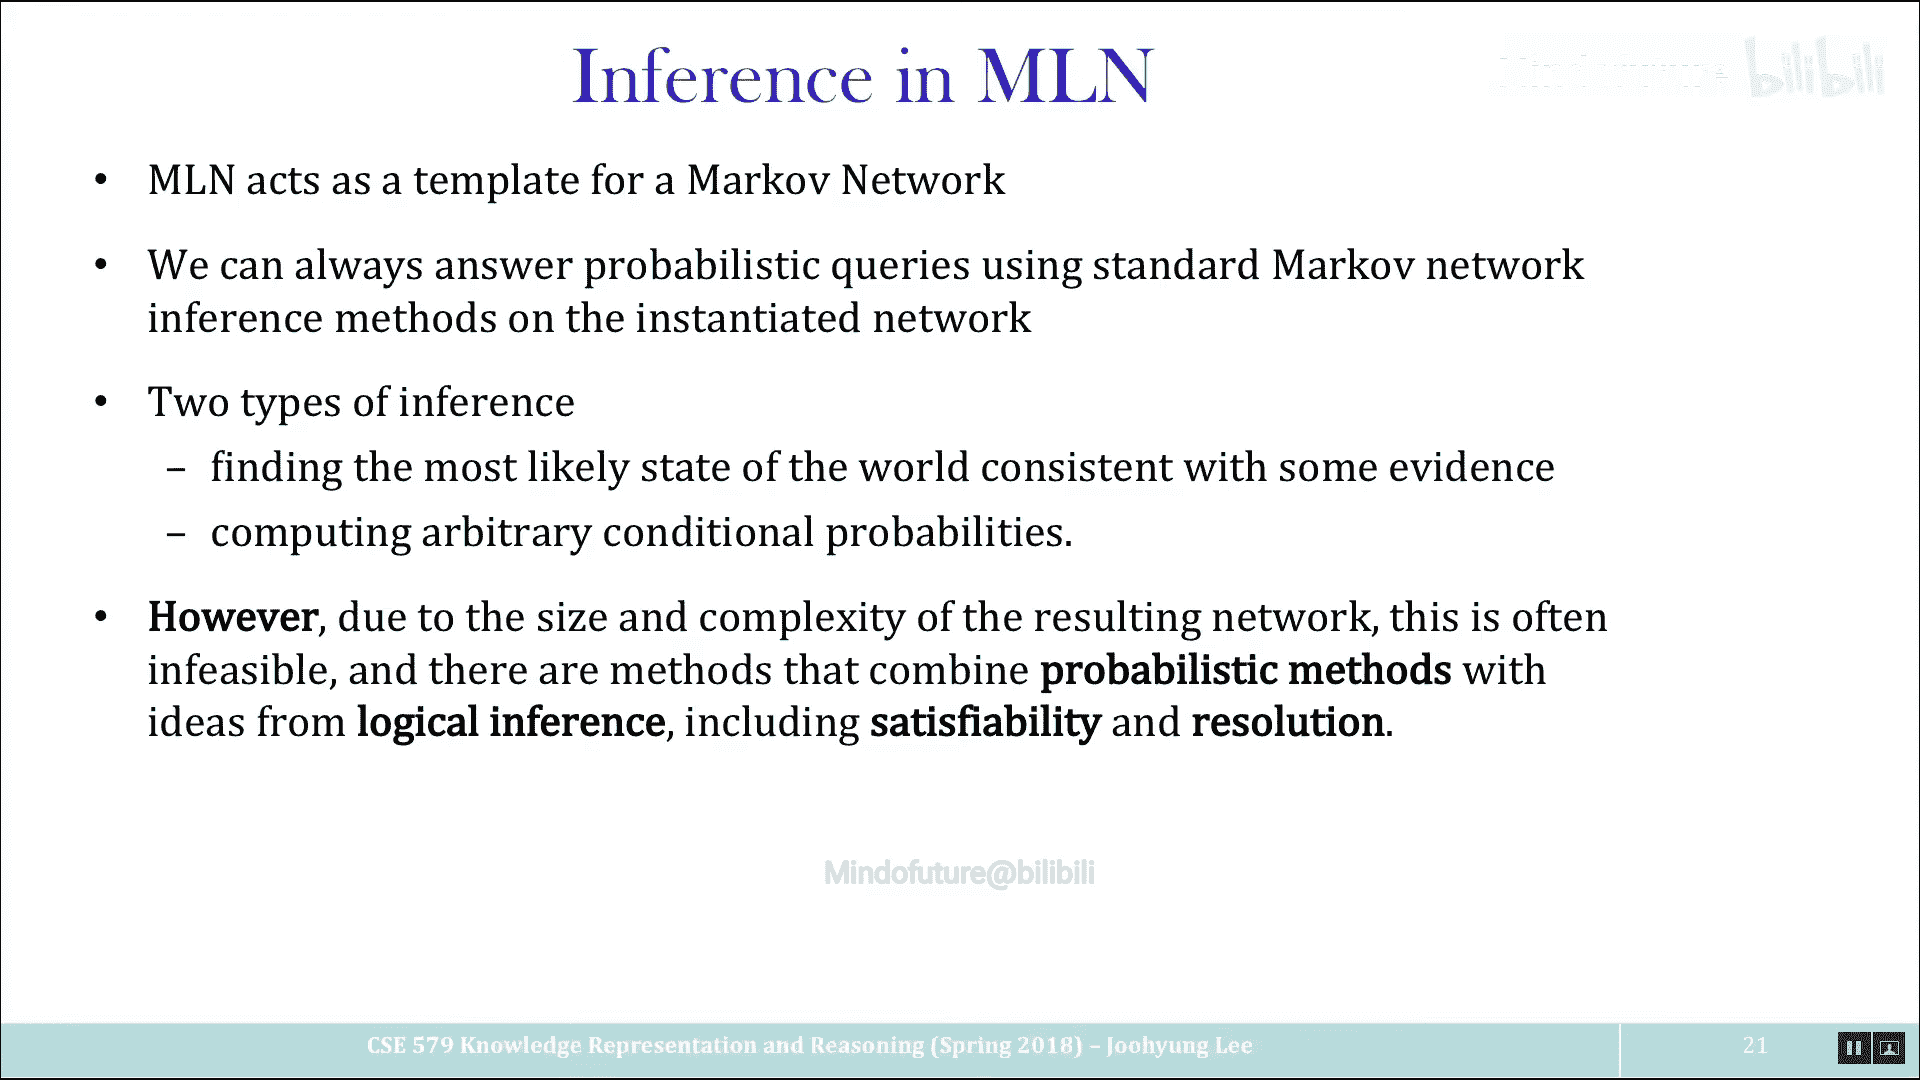 Inference in MLN
bilibili
• MLN acts as a template for a Markov Network
• We can always answer probabilistic queries using standard Markov network
inference methods on the instantiated network
• Two types of inference
– finding the most likely state of the world consistent with some evidence
– computing arbitrary conditional probabilities.
• However, due to the size and complexity of the resulting network, this is often
infeasible, and there are methods that combine probabilistic methods with
ideas from logical inference, including satisfiability and resolution.
Mindofuture@bilibili
CSE 579 Knowledge Representation and Reasoning (Spring 2018) – Joohyung Lee
21